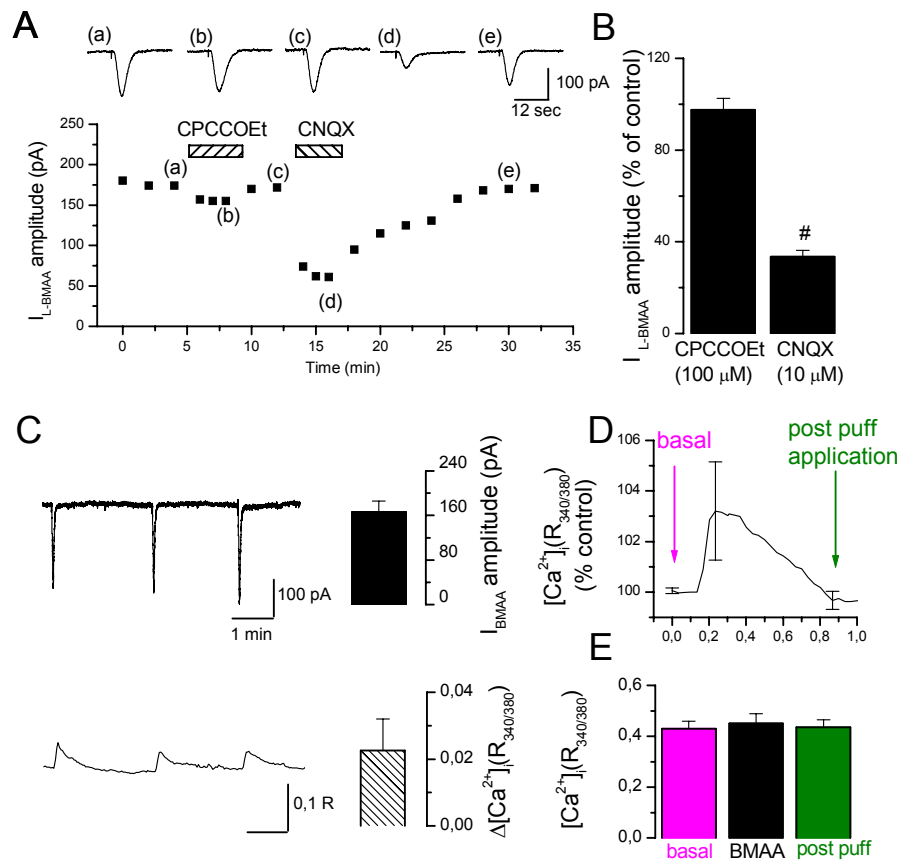 A
(a) (b) (c) (d) (e)
100 pA
12 sec
CPCCOEt CNQX
250
200
150
100
50
0
I L-BMAA amplitude (pA)
(a)
(b)
(c)
(d)
(e)
0 5 10 15 20 25 30 35
Time (min)
B
120
80
40
0
I L-BMAA amplitude (% of control)
#
CPCCOEt CNQX
(100 μM) (10 μM)
C
100 pA
1 min
240
160
80
0
I BMAA amplitude (pA)
0,1 R
0,04
0,02
0,00
Δ[Ca2+]i(R340/380)
D
basal
post puff
application
106
104
102
100
[Ca2+]i(R340/380)
(% control)
0,0 0,2 0,4 0,6 0,8 1,0
E
0,6
0,4
0,2
0,0
[Ca2+]i(R340/380)
basal BMAA post puff